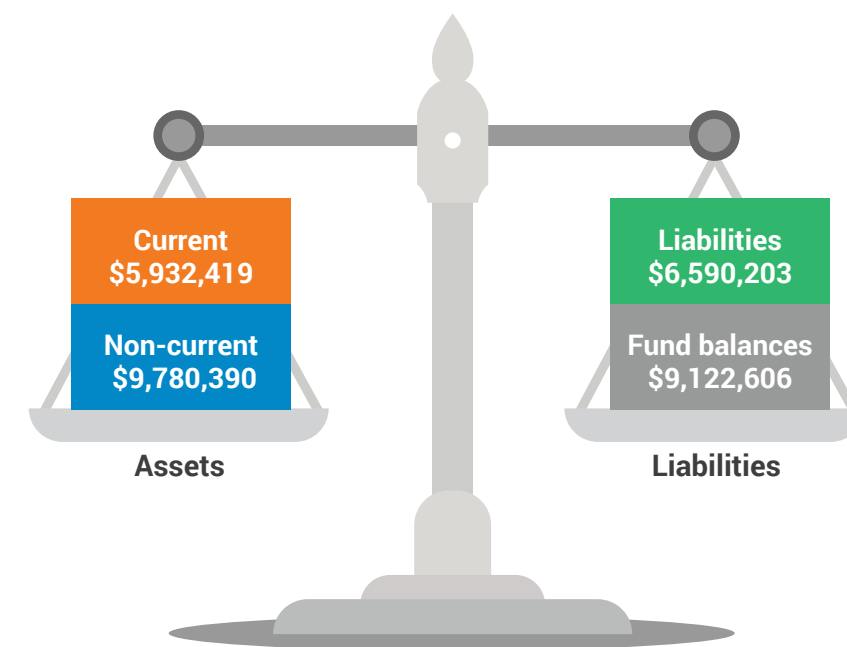 Current
$5,932,419
Non-current
$9,780,390
Assets
Liabilities
$6,590,203
Fund balances
$9,122,606
Liabilities